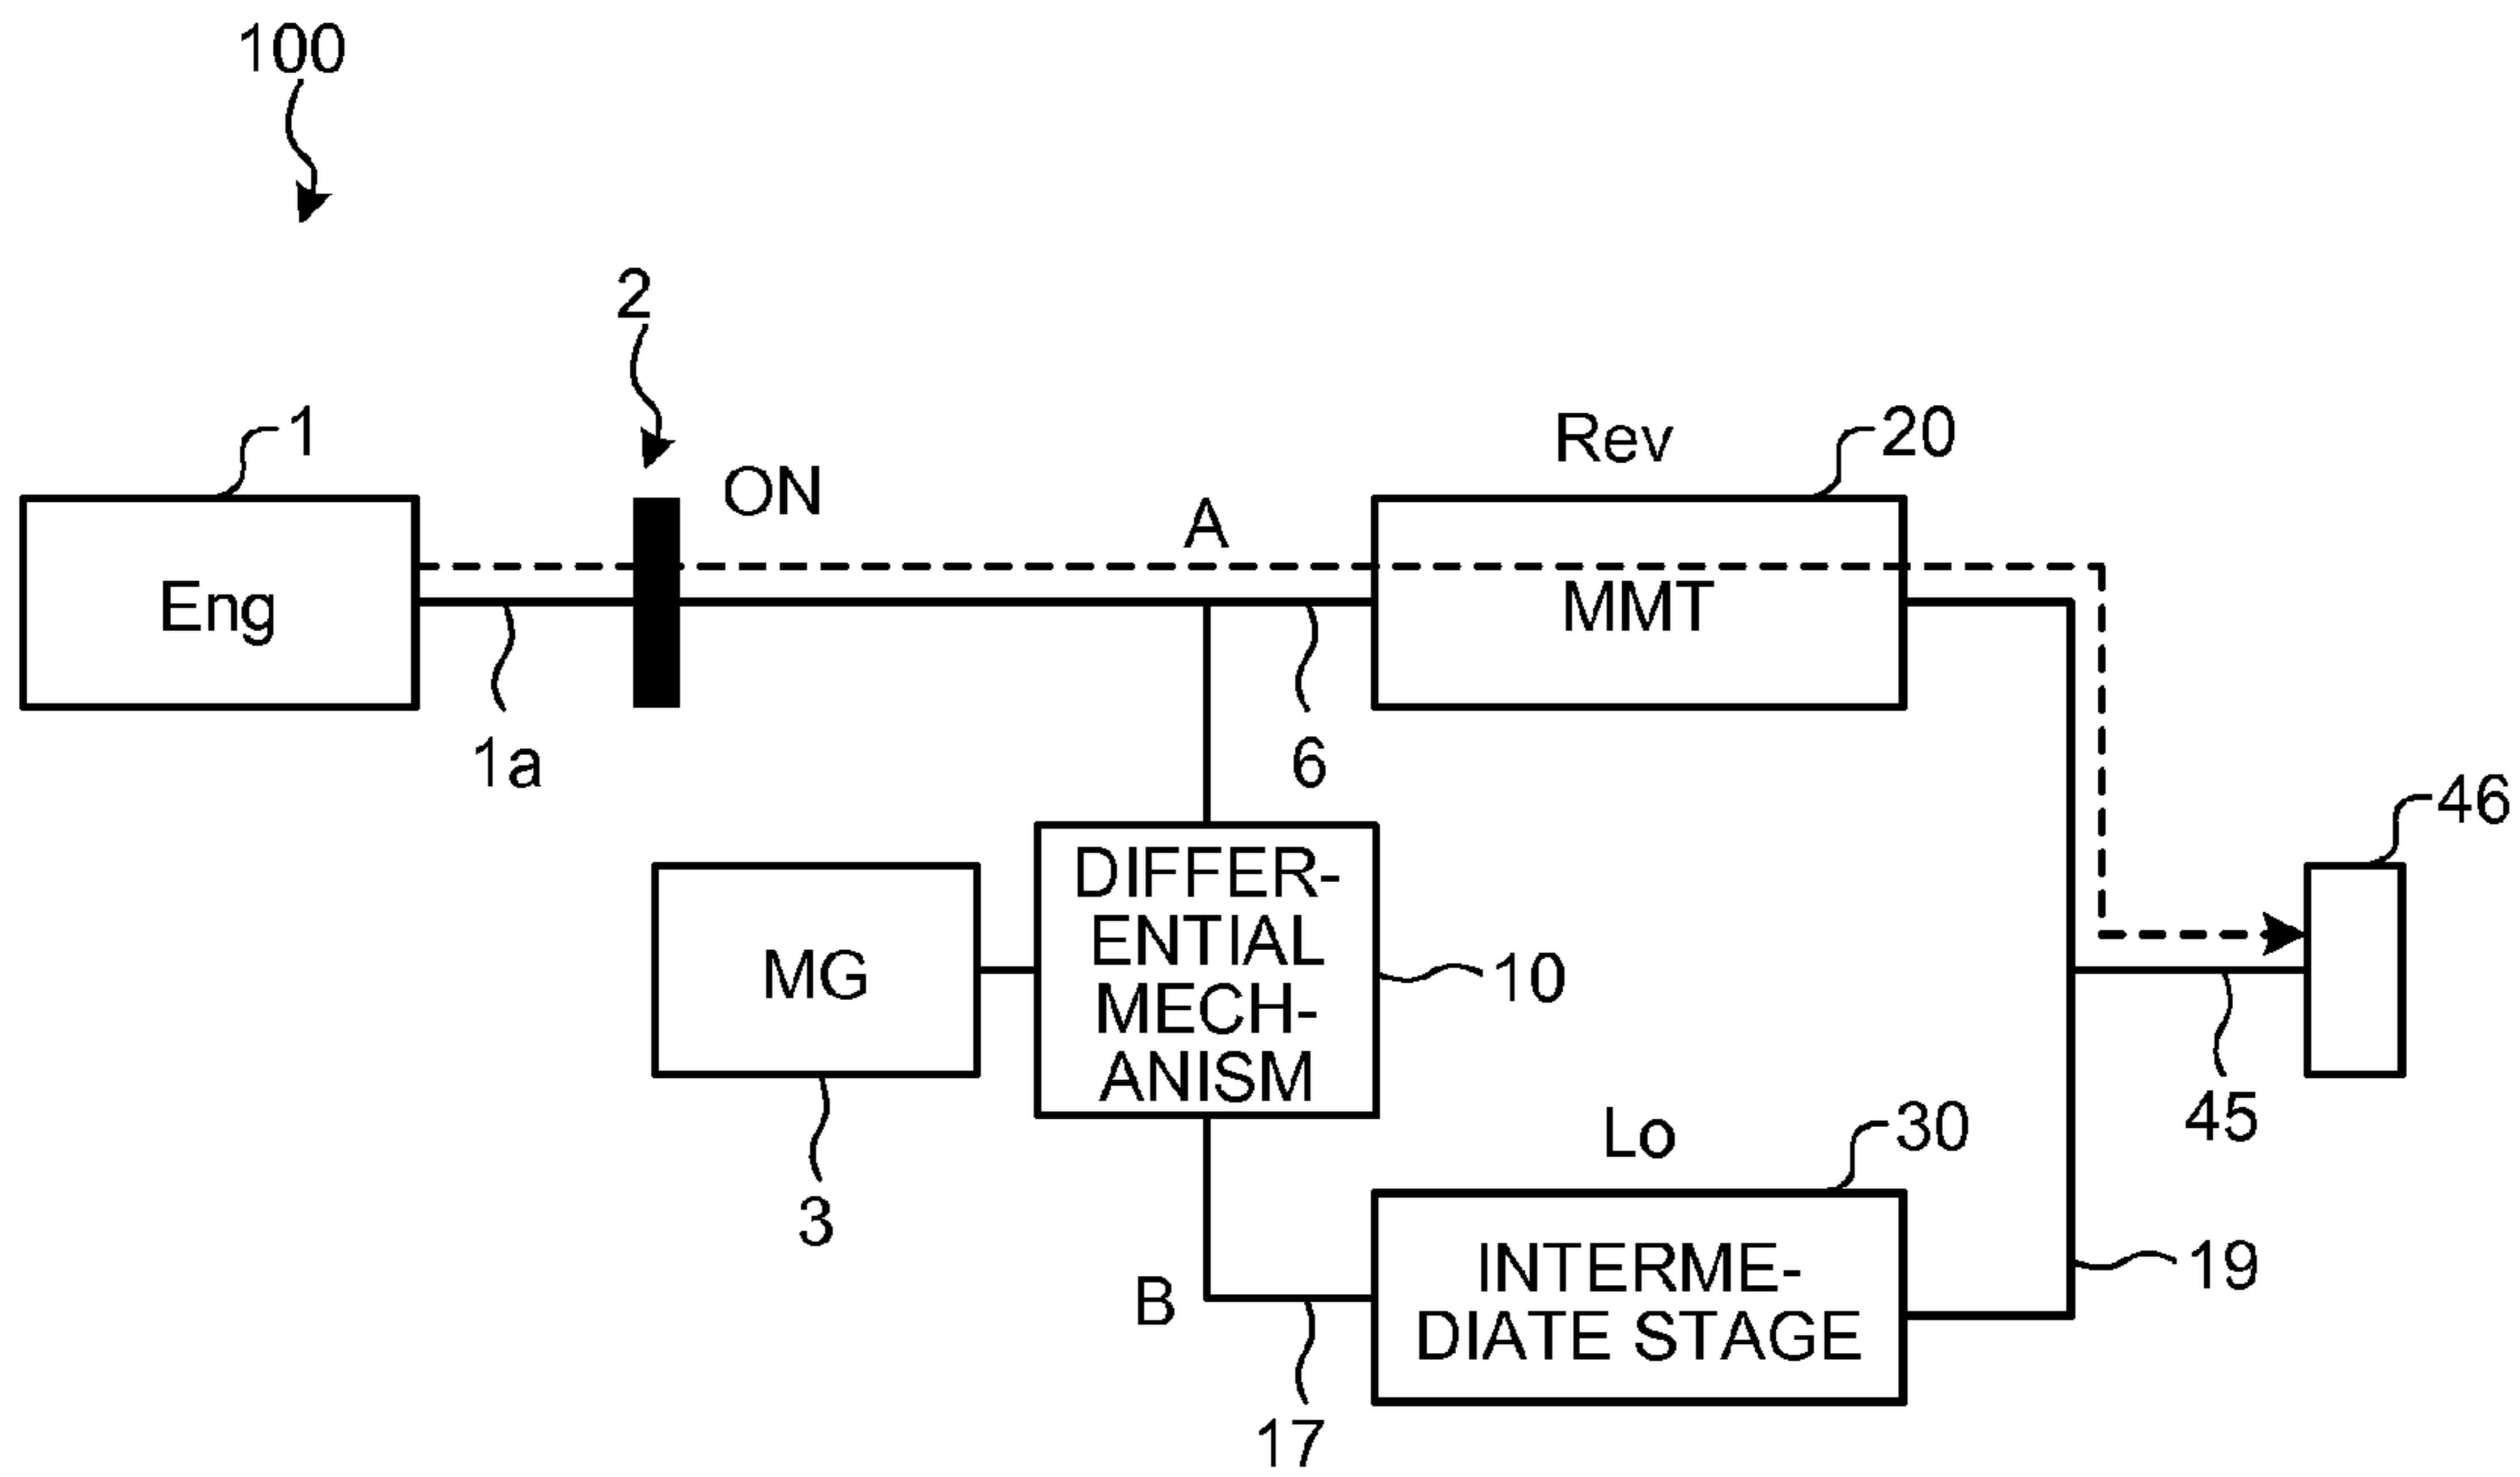 100
2
1
Rev
20
ON
A
Eng
MMT
1a
6
46
DIFFER-
ENTIAL
MECH-
ANISM
MG
10
45
Lo
30
3
INTERME-
DIATE STAGE
19
B
17